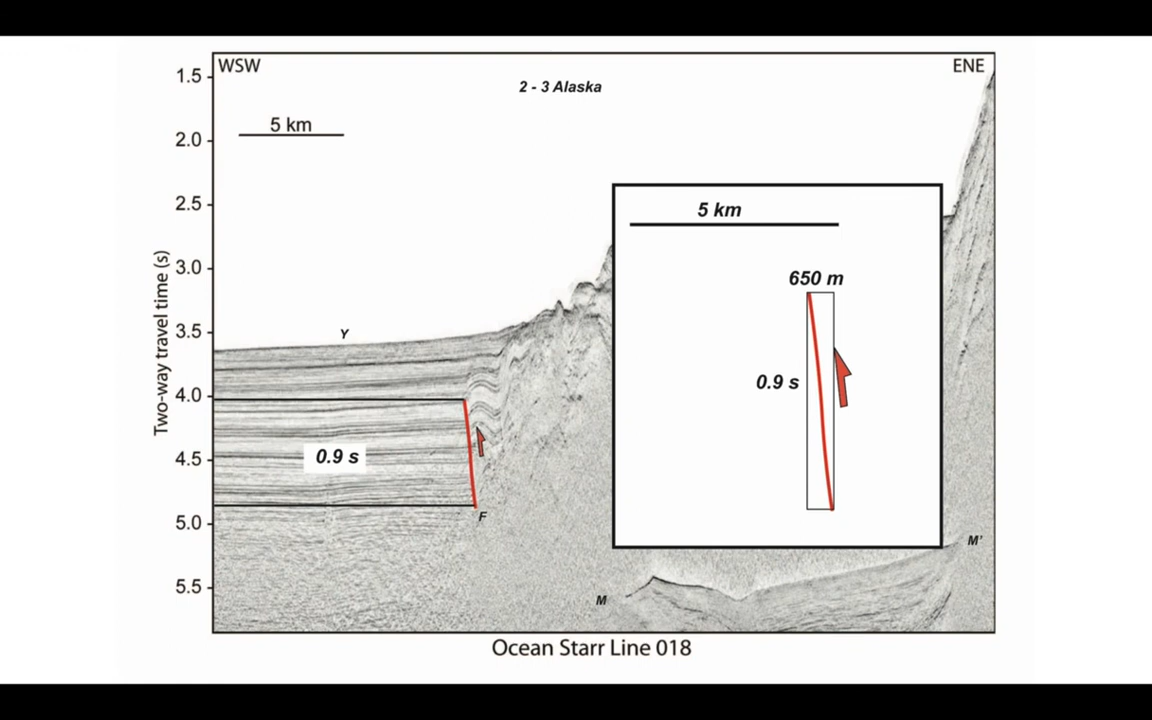 WSW
ENE
2 - 3 Alaska
1.5
5 km
2.0
2.5
5 km
3.0
650 m
Two-way travel time (s)
3.5
Y
0.9 s
4.0
4.5
0.9 s
5.0
F
M'
5.5
M
Ocean Starr Line 018